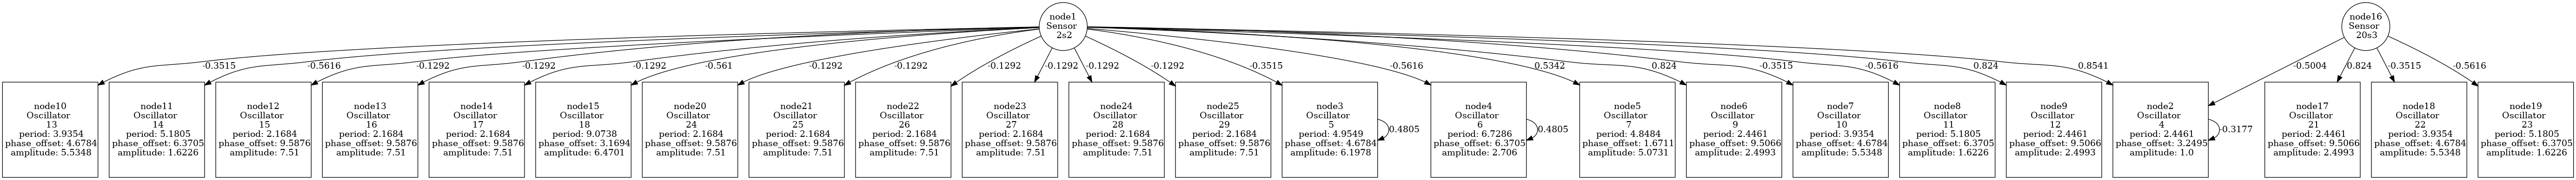 node1
Sensor
2s2
node16
Sensor
20s3
-0.3515
-0.5616
-0.1292
-0.1292
-0.1292
-0.561
-0.1292
-0.1292
-0.1292
-0.1292
-0.1292
-0.1292
-0.3515
-0.5616
0.5342
0.824
-0.3515
-0.5616
0.824
0.8541
-0.5004
0.824
-0.3515
-0.5616
node10
Oscillator
13
period: 3.9354
phase_offset: 4.6784
amplitude: 5.5348
node11
Oscillator
14
period: 5.1805
phase_offset: 6.3705
amplitude: 1.6226
node12
Oscillator
15
period: 2.1684
phase_offset: 9.5876
amplitude: 7.51
node13
Oscillator
16
period: 2.1684
phase_offset: 9.5876
amplitude: 7.51
node14
Oscillator
17
period: 2.1684
phase_offset: 9.5876
amplitude: 7.51
node15
Oscillator
18
period: 9.0738
phase_offset: 3.1694
amplitude: 6.4701
node20
Oscillator
24
period: 2.1684
phase_offset: 9.5876
amplitude: 7.51
node21
Oscillator
25
period: 2.1684
phase_offset: 9.5876
amplitude: 7.51
node22
Oscillator
26
period: 2.1684
phase_offset: 9.5876
amplitude: 7.51
node23
Oscillator
27
period: 2.1684
phase_offset: 9.5876
amplitude: 7.51
node24
Oscillator
28
period: 2.1684
phase_offset: 9.5876
amplitude: 7.51
node25
Oscillator
29
period: 2.1684
phase_offset: 9.5876
amplitude: 7.51
node3
Oscillator
5
period: 4.9549
phase_offset: 4.6784
amplitude: 6.1978
0.4805
node4
Oscillator
6
period: 6.7286
phase_offset: 6.3705
amplitude: 2.706
0.4805
node5
Oscillator
7
period: 4.8484
phase_offset: 1.6711
amplitude: 5.0731
node6
Oscillator
9
period: 2.4461
phase_offset: 9.5066
amplitude: 2.4993
node7
Oscillator
10
period: 3.9354
phase_offset: 4.6784
amplitude: 5.5348
node8
Oscillator
11
period: 5.1805
phase_offset: 6.3705
amplitude: 1.6226
node9
Oscillator
12
period: 2.4461
phase_offset: 9.5066
amplitude: 2.4993
node2
Oscillator
4
period: 2.4461
phase_offset: 3.2495
amplitude: 1.0
-0.3177
node17
Oscillator
21
period: 2.4461
phase_offset: 9.5066
amplitude: 2.4993
node18
Oscillator
22
period: 3.9354
phase_offset: 4.6784
amplitude: 5.5348
node19
Oscillator
23
period: 5.1805
phase_offset: 6.3705
amplitude: 1.6226